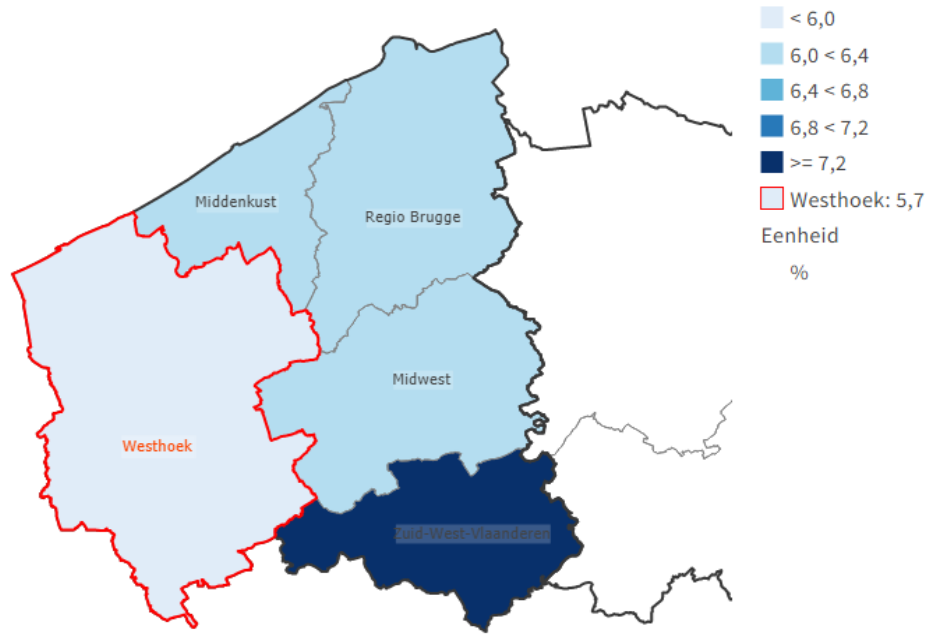 < 6,0
6,0 < 6,4
6,4 < 6,8
6,8 < 7,2
>= 7,2
Westhoek: 5,7
Eenheid
%
Middenkust
Regio Brugge
Midwest
Westhoek
Zuid-West-Vlaanderen